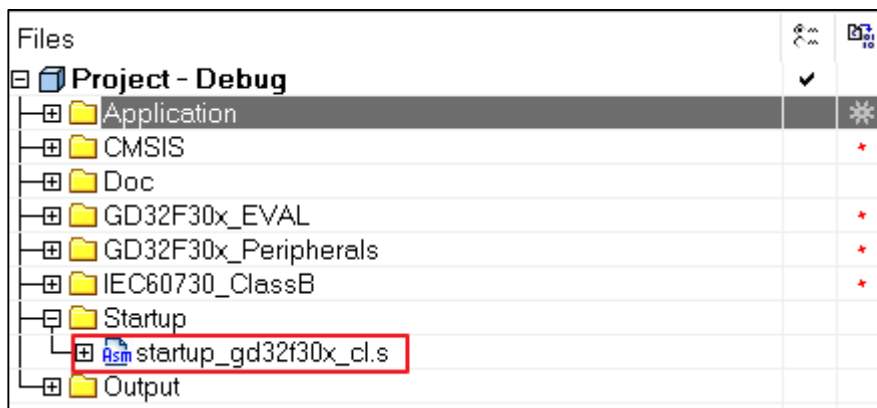 Files
Project - Debug
Application
CMSIS
Doc
GD32F30x_EVAL
GD32F30x_Peripherals
IEC60730_ClassB
Startup
Asm startup_gd32f30x_cl.s
Output